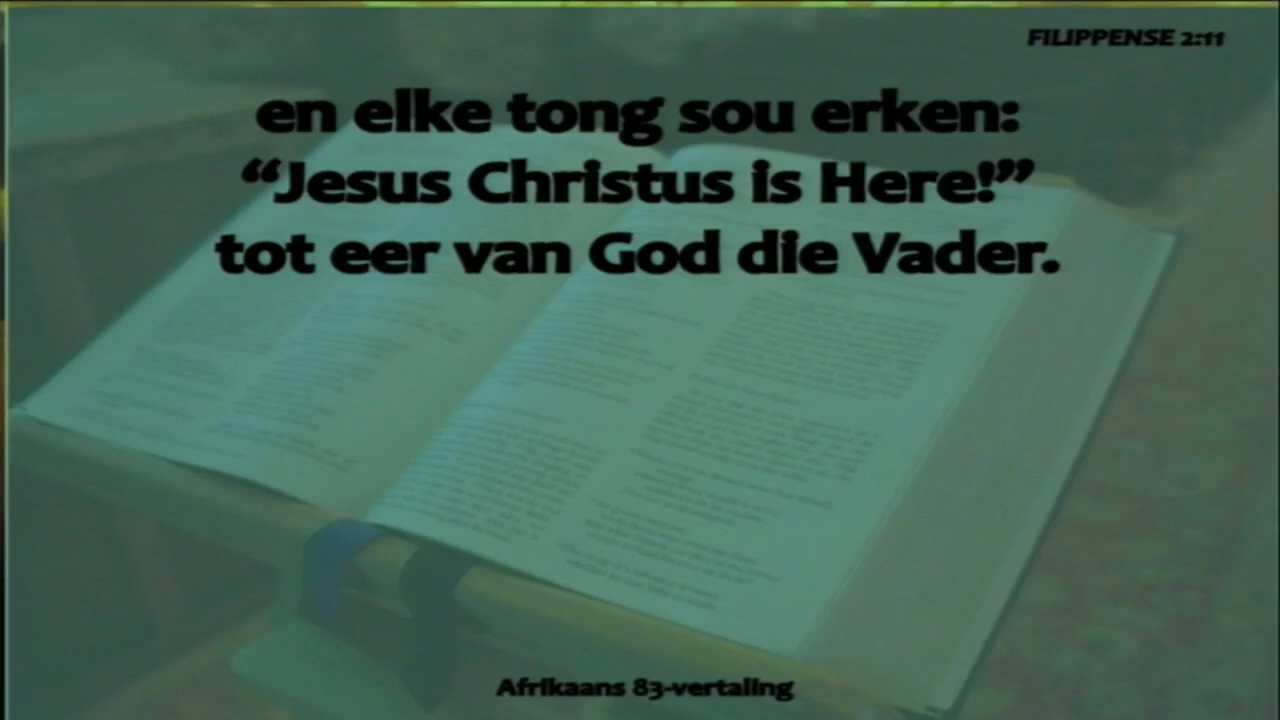 FILIPPENSE 2:11
en elke tong sou erken:
“Jesus Christus is Here!”
tot eer van God die Vader.
Afrikaans 83-vertaling